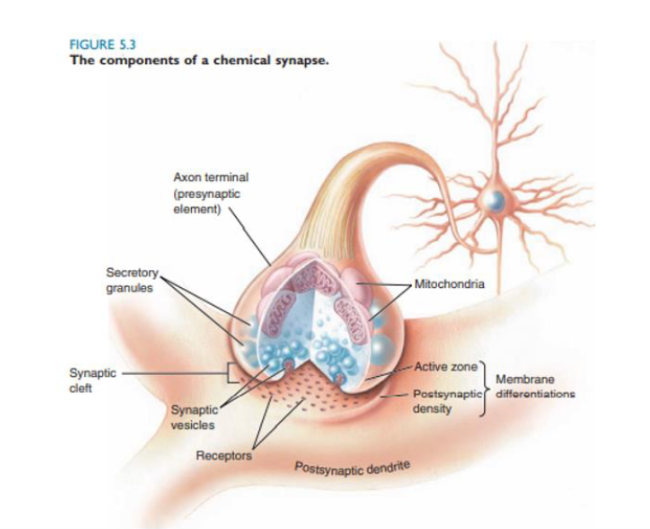 FIGURE 5.3
The components of a chemical synapse.
Axon terminal
(presynaptic
element)
Secretory
granules
Mitochondria
Synaptic
cleft
Active zone
Postsynaptic
density
Membrane
differentiations
Synaptic
vesicles
Receptors
Postsynaptic dendrite